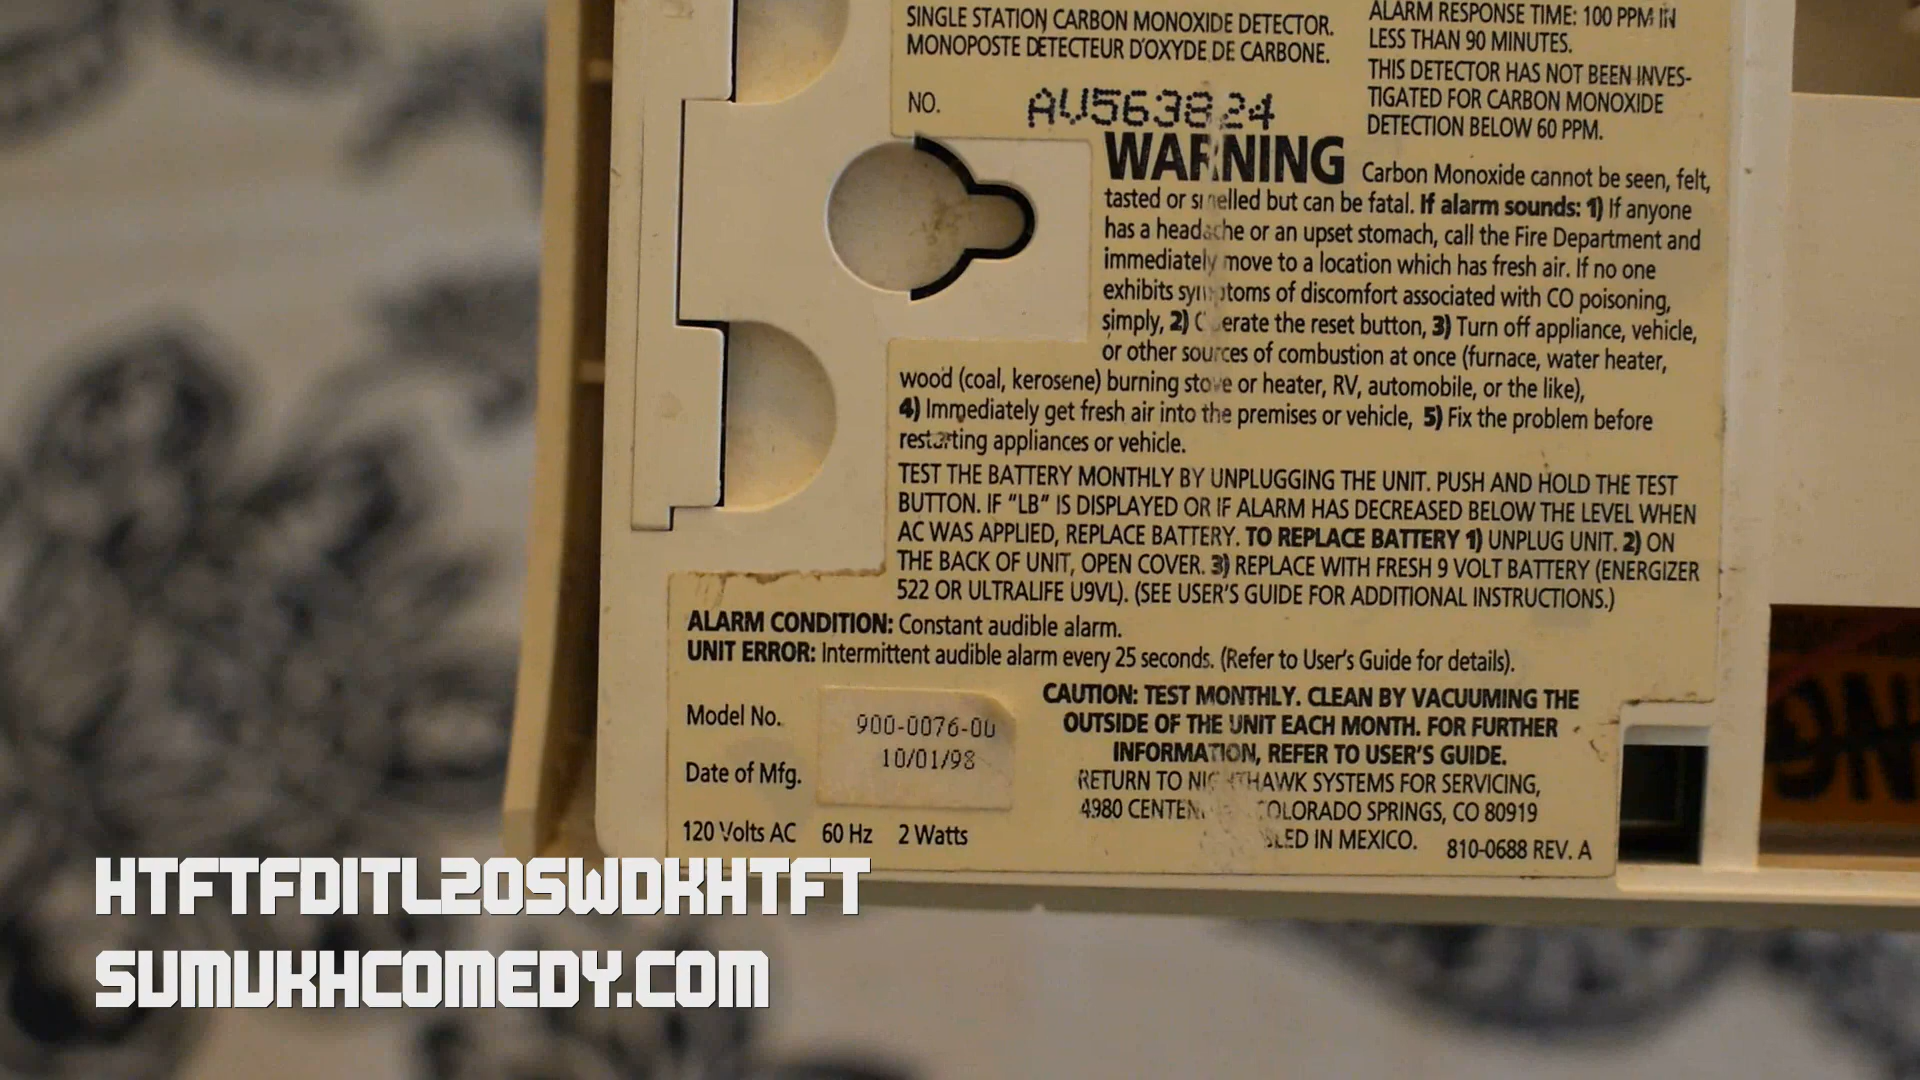 SINGLE STATION CARBON MONOXIDE DETECTOR.
MONOPOSTE DETECTEUR D'OXYDE DE CARBONE.
NO. AU563824
ALARM RESPONSE TIME: 100 PPM IN
LESS THAN 90 MINUTES.
THIS DETECTOR HAS NOT BEEN INVES-
TIGATED FOR CARBON MONOXIDE
DETECTION BELOW 60 PPM.
WARNING Carbon Monoxide cannot be seen, felt,
tasted or smelled but can be fatal. If alarm sounds: 1) If anyone
has a headache or an upset stomach, call the Fire Department and
immediately move to a location which has fresh air. If no one
exhibits symptoms of discomfort associated with CO poisoning,
simply, 2) Operate the reset button, 3) Turn off appliance, vehicle,
or other sources of combustion at once (furnace, water heater,
wood (coal, kerosene) burning stove or heater, RV, automobile, or the like),
4) Immediately get fresh air into the premises or vehicle, 5) Fix the problem before
restarting appliances or vehicle.
TEST THE BATTERY MONTHLY BY UNPLUGGING THE UNIT. PUSH AND HOLD THE TEST
BUTTON. IF "LB" IS DISPLAYED OR IF ALARM HAS DECREASED BELOW THE LEVEL WHEN
AC WAS APPLIED, REPLACE BATTERY. TO REPLACE BATTERY 1) UNPLUG UNIT. 2) ON
THE BACK OF UNIT, OPEN COVER. 3) REPLACE WITH FRESH 9 VOLT BATTERY (ENERGIZER
522 OR ULTRALIFE U9VL). (SEE USER'S GUIDE FOR ADDITIONAL INSTRUCTIONS.)
ALARM CONDITION: Constant audible alarm.
UNIT ERROR: Intermittent audible alarm every 25 seconds. (Refer to User's Guide for details).
Model No. 900-0076-00
Date of Mfg. 10/01/98
120 Volts AC 60 Hz 2 Watts
CAUTION: TEST MONTHLY. CLEAN BY VACUUMING THE
OUTSIDE OF THE UNIT EACH MONTH. FOR FURTHER
INFORMATION, REFER TO USER'S GUIDE.
RETURN TO NIGHTHAWK SYSTEMS FOR SERVICING,
4980 COLORADO SPRINGS, CO 80919
IN MEXICO. 810-0688 REV. A
HTFTFDITL20SWDKHTFT
SUMUKHCOMEDY.COM